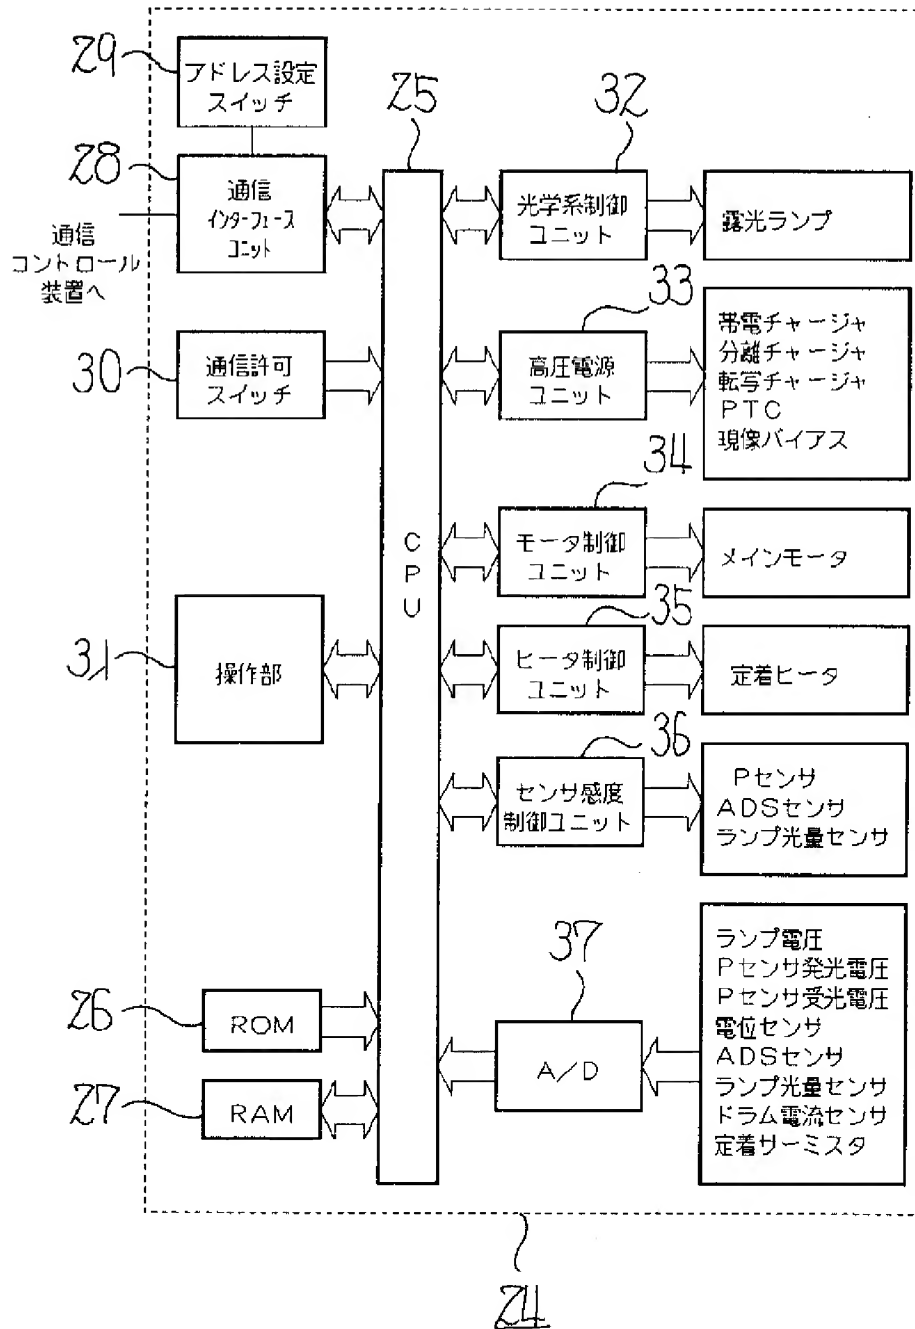 29
アドレス設定
スイッチ
28
通信
インターフェース
ユニット
通信
コントロール
装置へ
30
通信許可
スイッチ
31
操作部
26
ROM
27
RAM
25
CPU
32
光学系制御
ユニット
露光ランプ
33
高圧電源
ユニット
帯電チャージャ
分離チャージャ
転写チャージャ
PTC
現像バイアス
34
モータ制御
ユニット
メインモータ
35
ヒータ制御
ユニット
定着ヒータ
36
センサ感度
制御ユニット
Pセンサ
ADSセンサ
ランプ光量センサ
37
A/D
ランプ電圧
Pセンサ発光電圧
Pセンサ受光電圧
電位センサ
ADSセンサ
ランプ光量センサ
ドラム電流センサ
定着サーミスタ
24